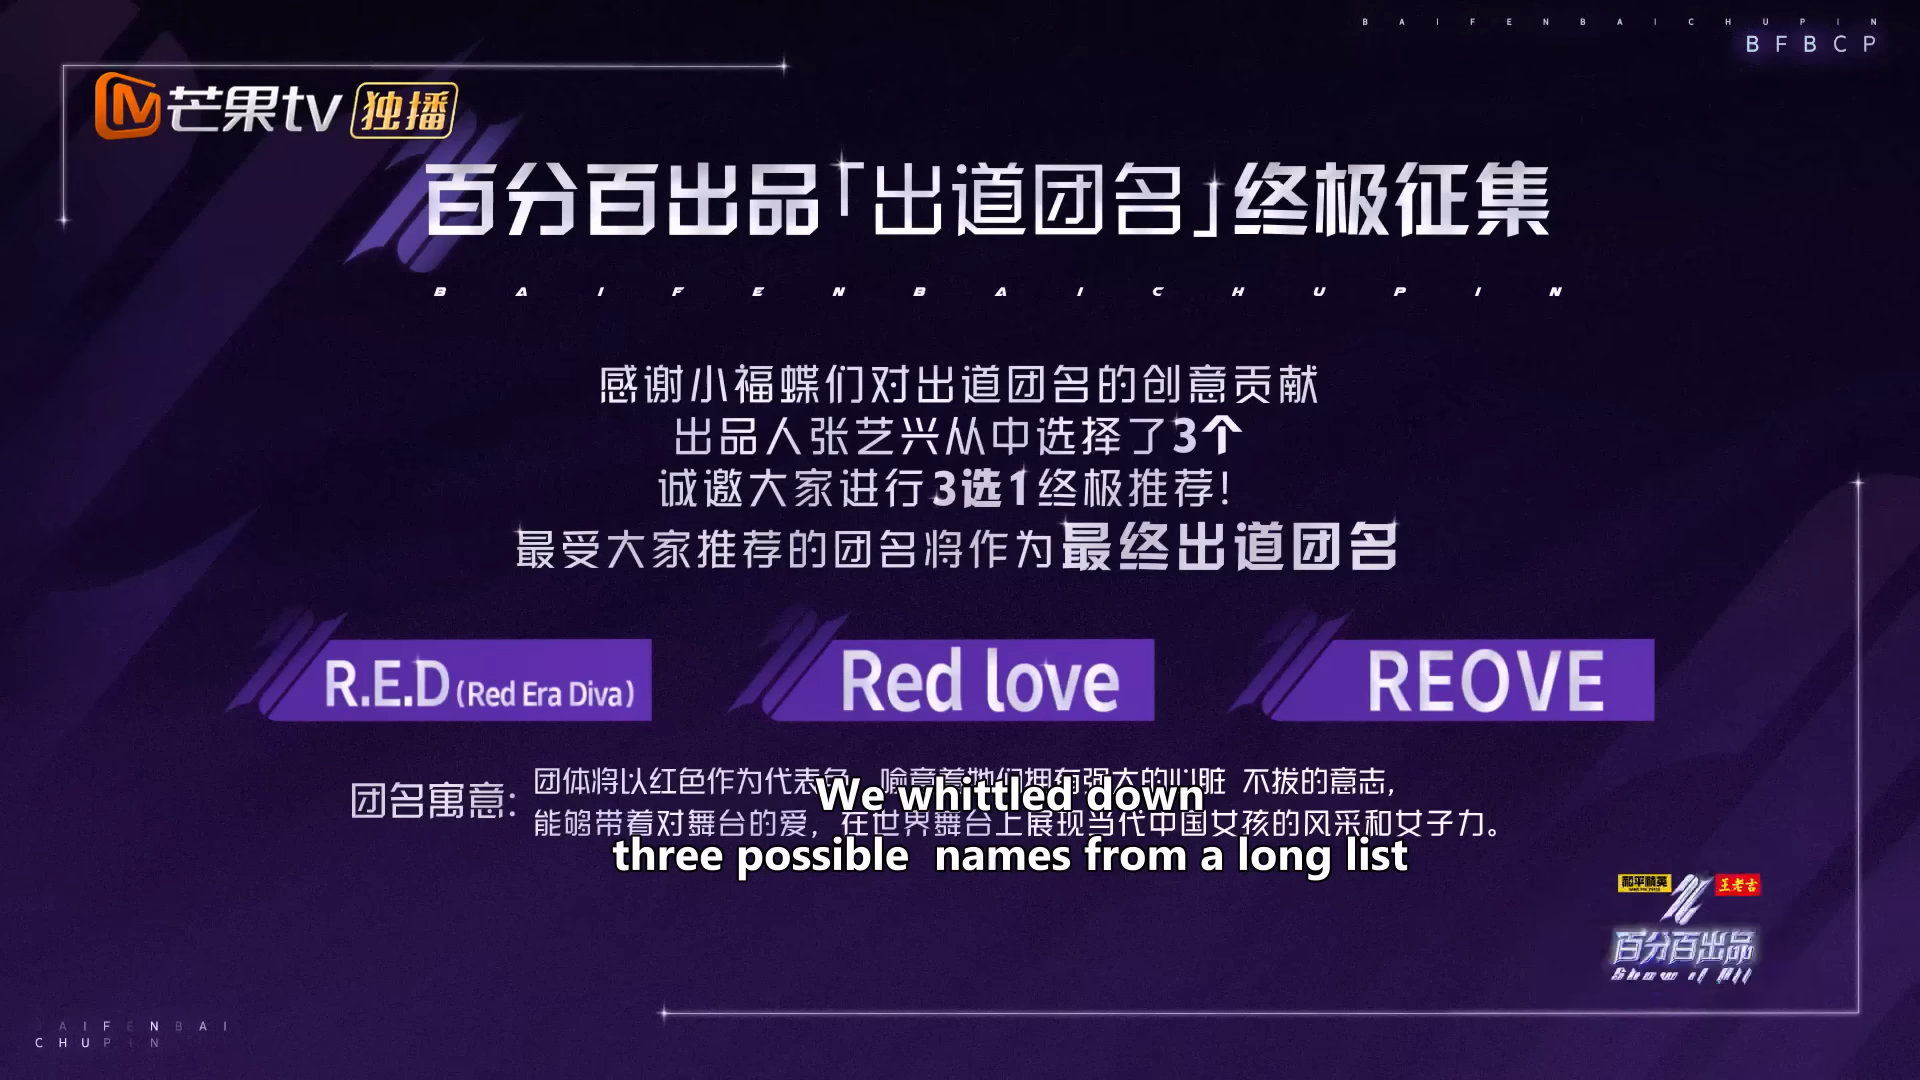 BAIFENBAICHUPIN
BFBCP
芒果tv 独播
百分百出品「出道团名」终极征集
BAIFENBAICHUPIN
感谢小福蝶们对出道团名的创意贡献
出品人张艺兴从中选择了3个
诚邀大家进行3选1终极推荐!
最受大家推荐的团名将作为最终出道团名
R.E.D (Red Era Diva)
Red love
REOVE
团名寓意:
团体将以红色作为代表色 喻意着她们拥有强大的心脏 不拔的意志,
能够带着对舞台的爱, 在世界舞台上展现当代中国女孩的风采和女子力。
We whittled down
three possible names from a long list
和平精英
王老吉
百分百出品
Show it All
BAIFENBAI
CHUPIN